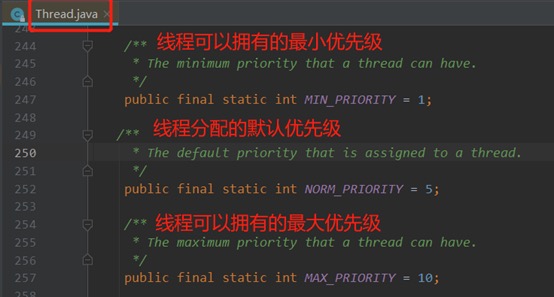 Thread.java
244 /** 线程可以拥有的最小优先级
245 * The minimum priority that a thread can have.
246 */
247 public final static int MIN_PRIORITY = 1;
248
249 /** 线程分配的默认优先级
250 * The default priority that is assigned to a thread.
251 */
252 public final static int NORM_PRIORITY = 5;
253
254 /** 线程可以拥有的最大优先级
255 * The maximum priority that a thread can have.
256 */
257 public final static int MAX_PRIORITY = 10;
258